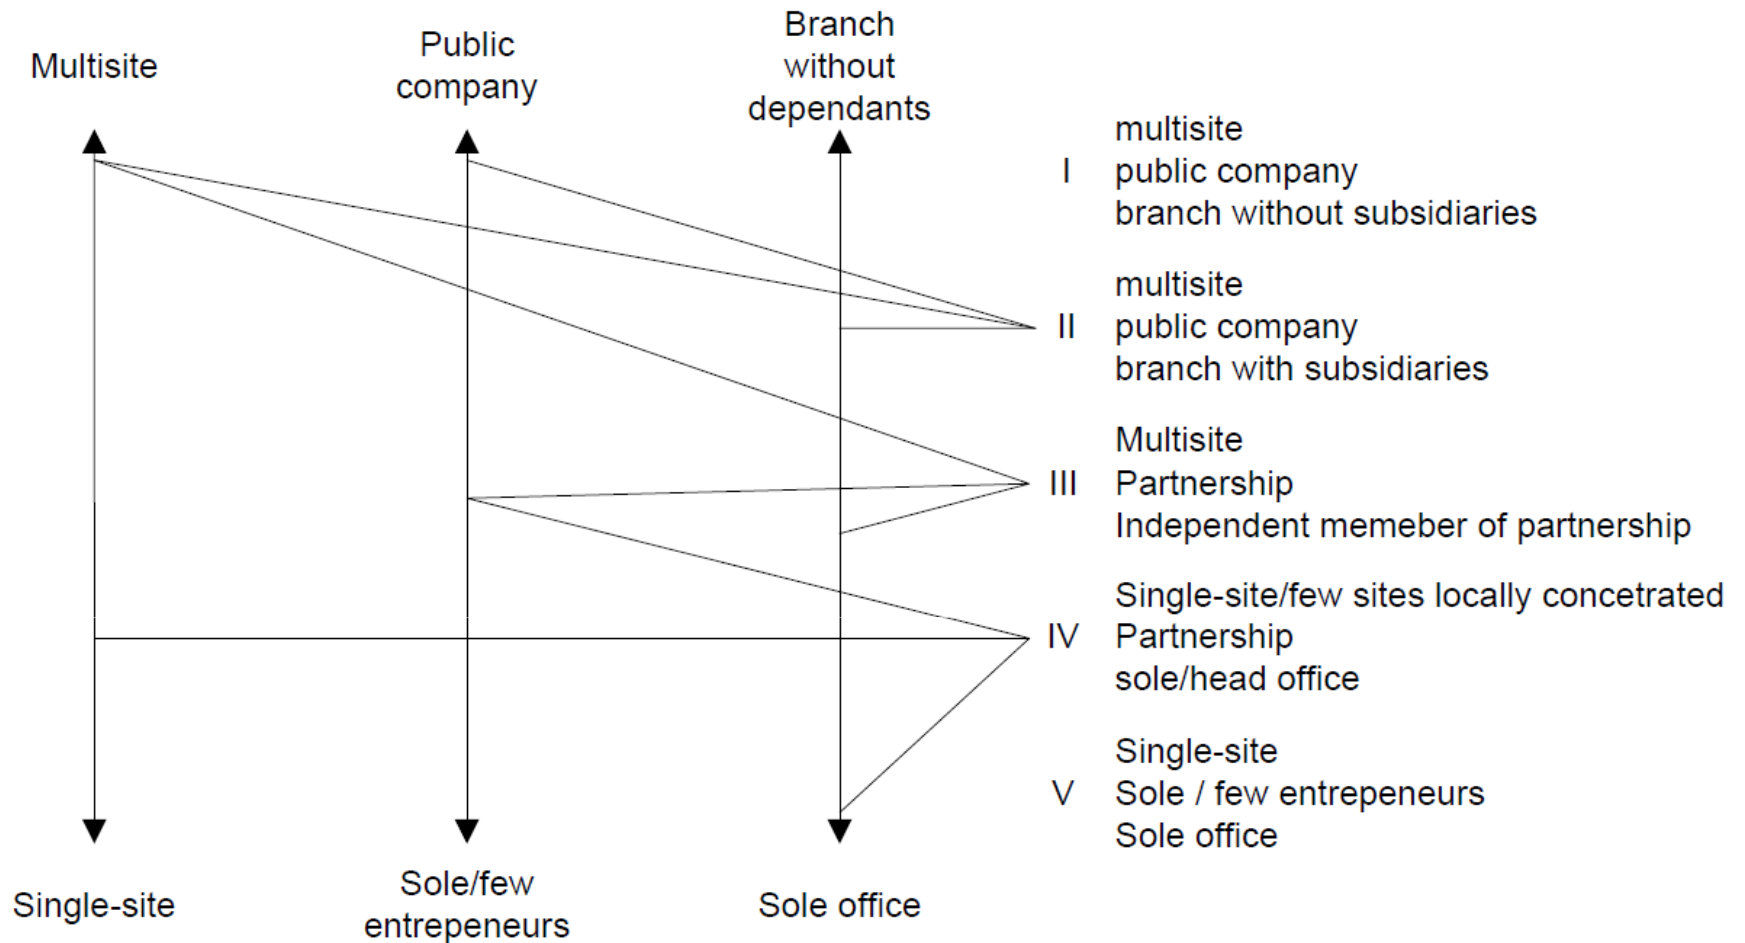 Multisite
Public
company
Branch
without
dependants
I
multisite
public company
branch without subsidiaries
II
multisite
public company
branch with subsidiaries
III
Multisite
Partnership
Independent memeber of partnership
IV
Single-site/few sites locally concetrated
Partnership
sole/head office
V
Single-site
Sole / few entrepeneurs
Sole office
Single-site
Sole/few
entrepeneurs
Sole office